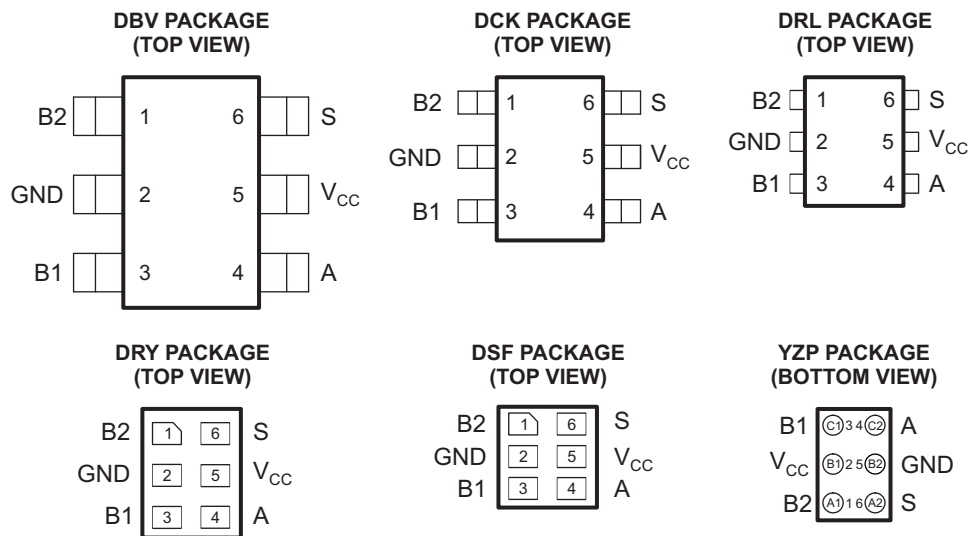 DBV PACKAGE
(TOP VIEW)
B2 1 6 S
GND 2 5 VCC
B1 3 4 A
DCK PACKAGE
(TOP VIEW)
B2 1 6 S
GND 2 5 VCC
B1 3 4 A
DRL PACKAGE
(TOP VIEW)
B2 1 6 S
GND 2 5 VCC
B1 3 4 A
DRY PACKAGE
(TOP VIEW)
B2 1 6 S
GND 2 5 VCC
B1 3 4 A
DSF PACKAGE
(TOP VIEW)
B2 1 6 S
GND 2 5 VCC
B1 3 4 A
YZP PACKAGE
(BOTTOM VIEW)
B1 C1 3 4 C2 A
VCC B1 2 5 B2 GND
B2 A1 1 6 A2 S